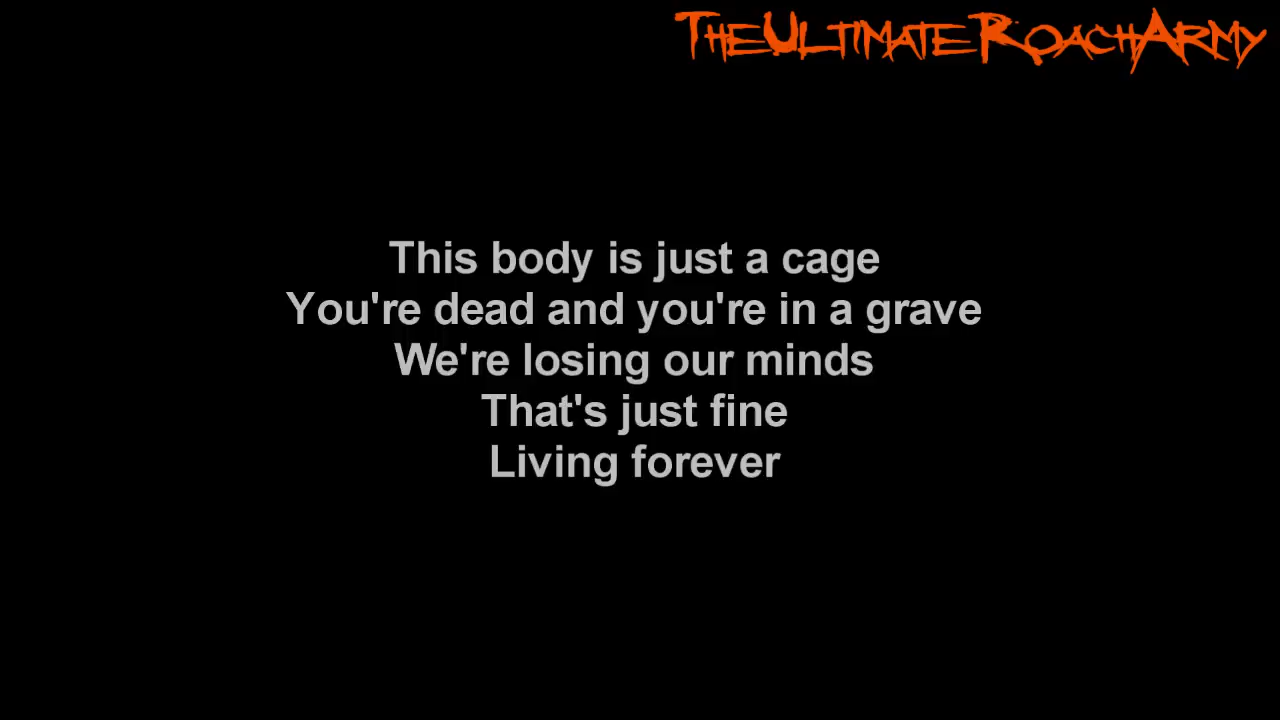 TheUltimateRoachArmy
This body is just a cage
You're dead and you're in a grave
We're losing our minds
That's just fine
Living forever